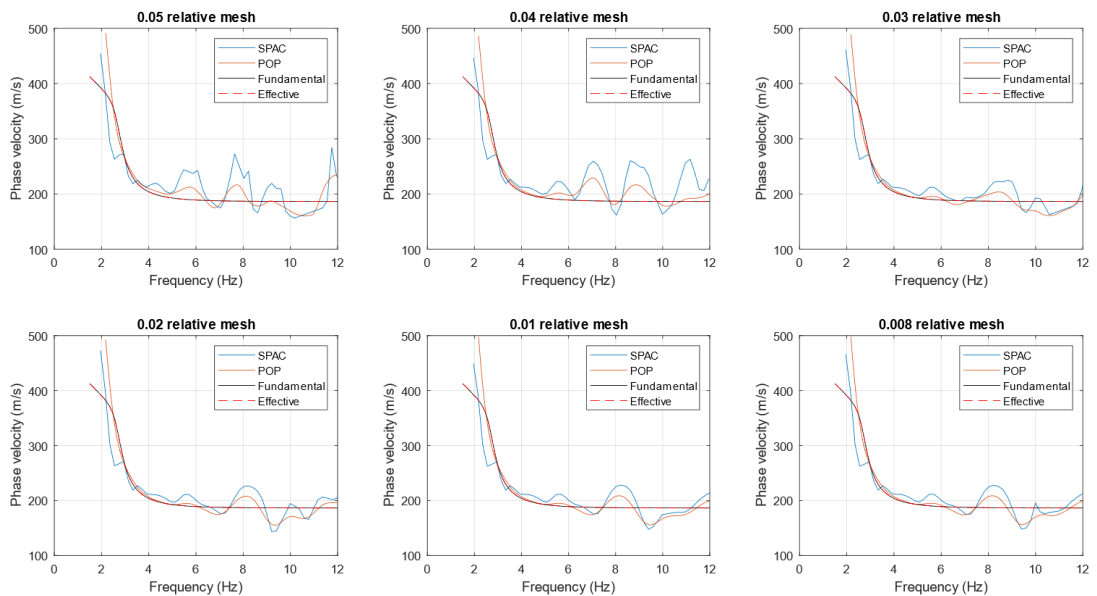 0.05 relative mesh
500
400
300
200
100
Phase velocity (m/s)
0 2 4 6 8 10 12
Frequency (Hz)
SPAC
POP
Fundamental
Effective
0.04 relative mesh
500
400
300
200
100
Phase velocity (m/s)
0 2 4 6 8 10 12
Frequency (Hz)
SPAC
POP
Fundamental
Effective
0.03 relative mesh
500
400
300
200
100
Phase velocity (m/s)
0 2 4 6 8 10 12
Frequency (Hz)
SPAC
POP
Fundamental
Effective
0.02 relative mesh
500
400
300
200
100
Phase velocity (m/s)
0 2 4 6 8 10 12
Frequency (Hz)
SPAC
POP
Fundamental
Effective
0.01 relative mesh
500
400
300
200
100
Phase velocity (m/s)
0 2 4 6 8 10 12
Frequency (Hz)
SPAC
POP
Fundamental
Effective
0.008 relative mesh
500
400
300
200
100
Phase velocity (m/s)
0 2 4 6 8 10 12
Frequency (Hz)
SPAC
POP
Fundamental
Effective